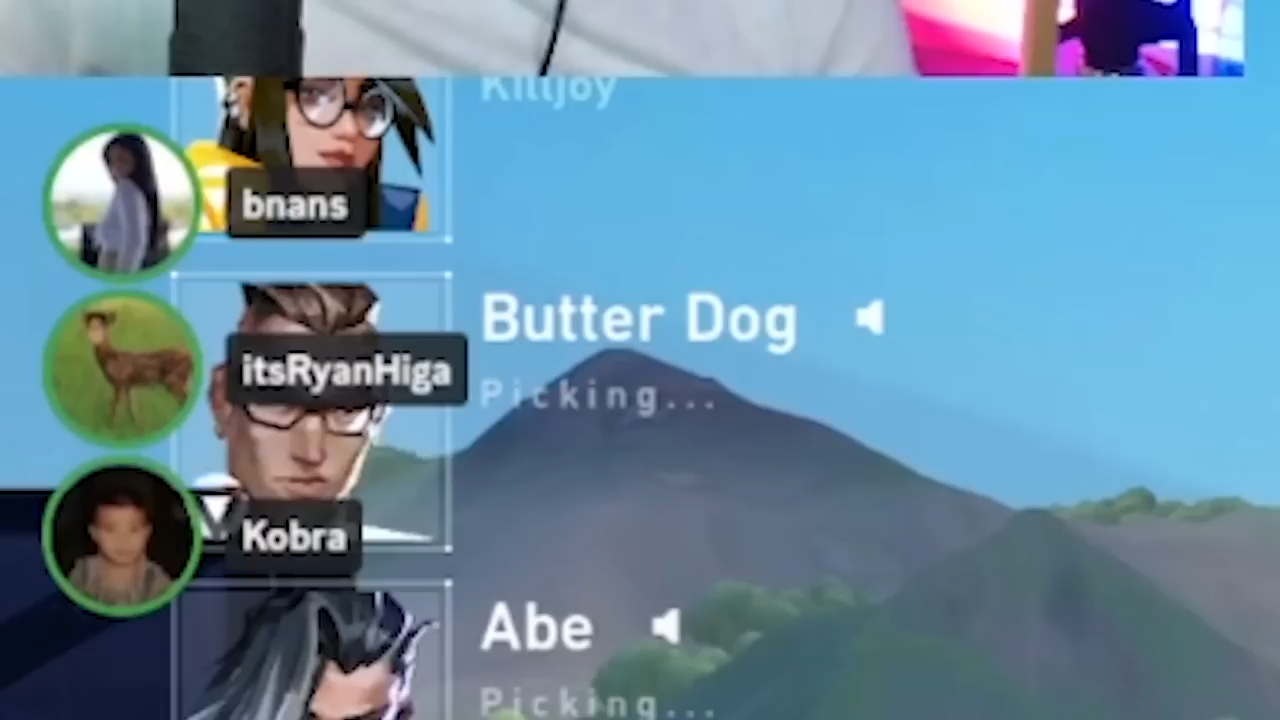 Killjoy
bnans
Butter Dog
itsRyanHiga
Picking...
Kobra
Abe
Picking...